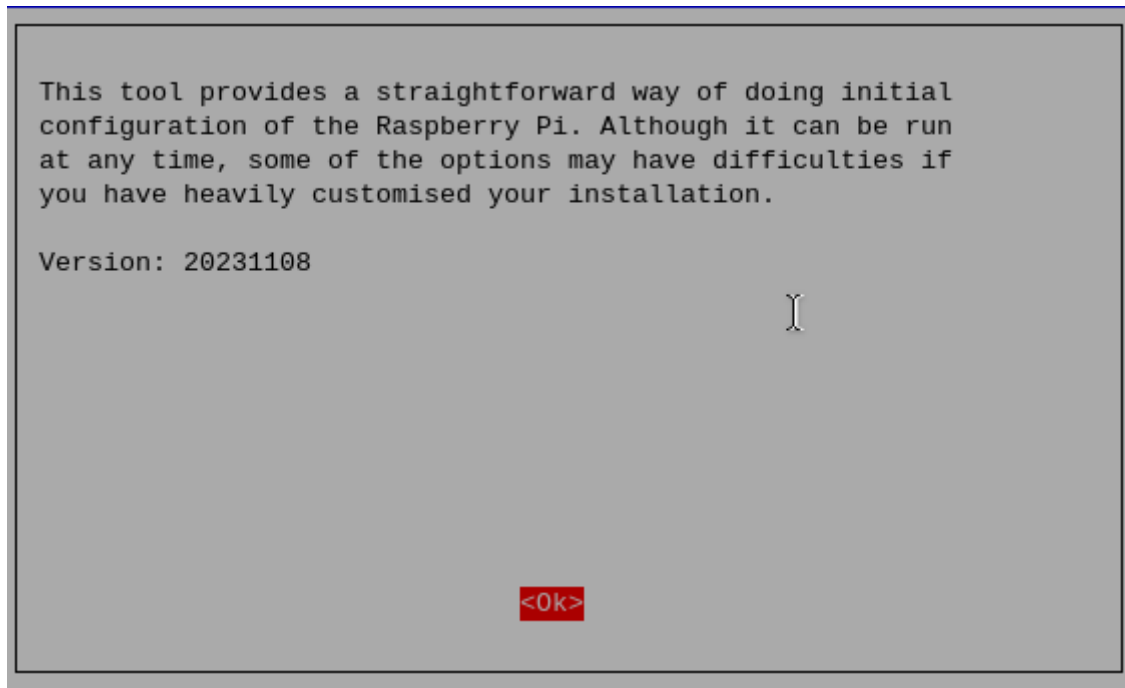 This tool provides a straightforward way of doing initial
configuration of the Raspberry Pi. Although it can be run
at any time, some of the options may have difficulties if
you have heavily customised your installation.
Version: 20231108
<Ok>